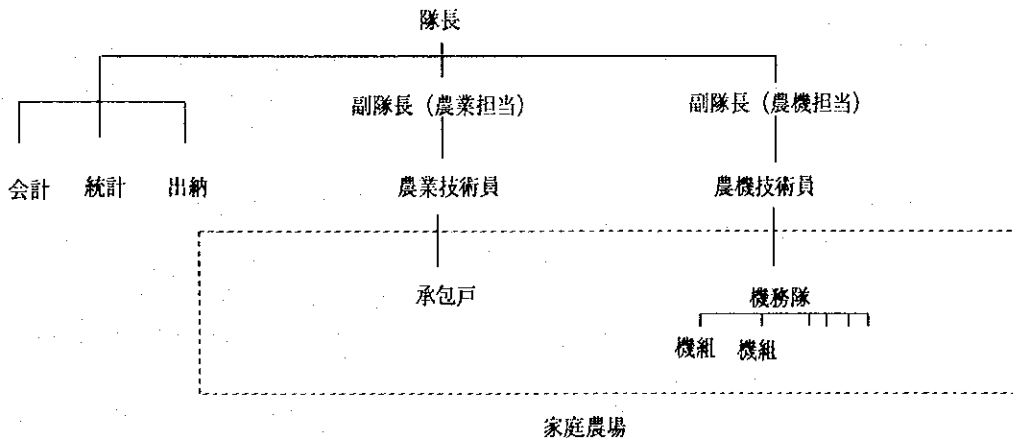 隊長
副隊長（農業担当） 副隊長（農機担当）
会計 統計 出納 農業技術員 農機技術員
承包戸 機務隊
機組 機組
家庭農場